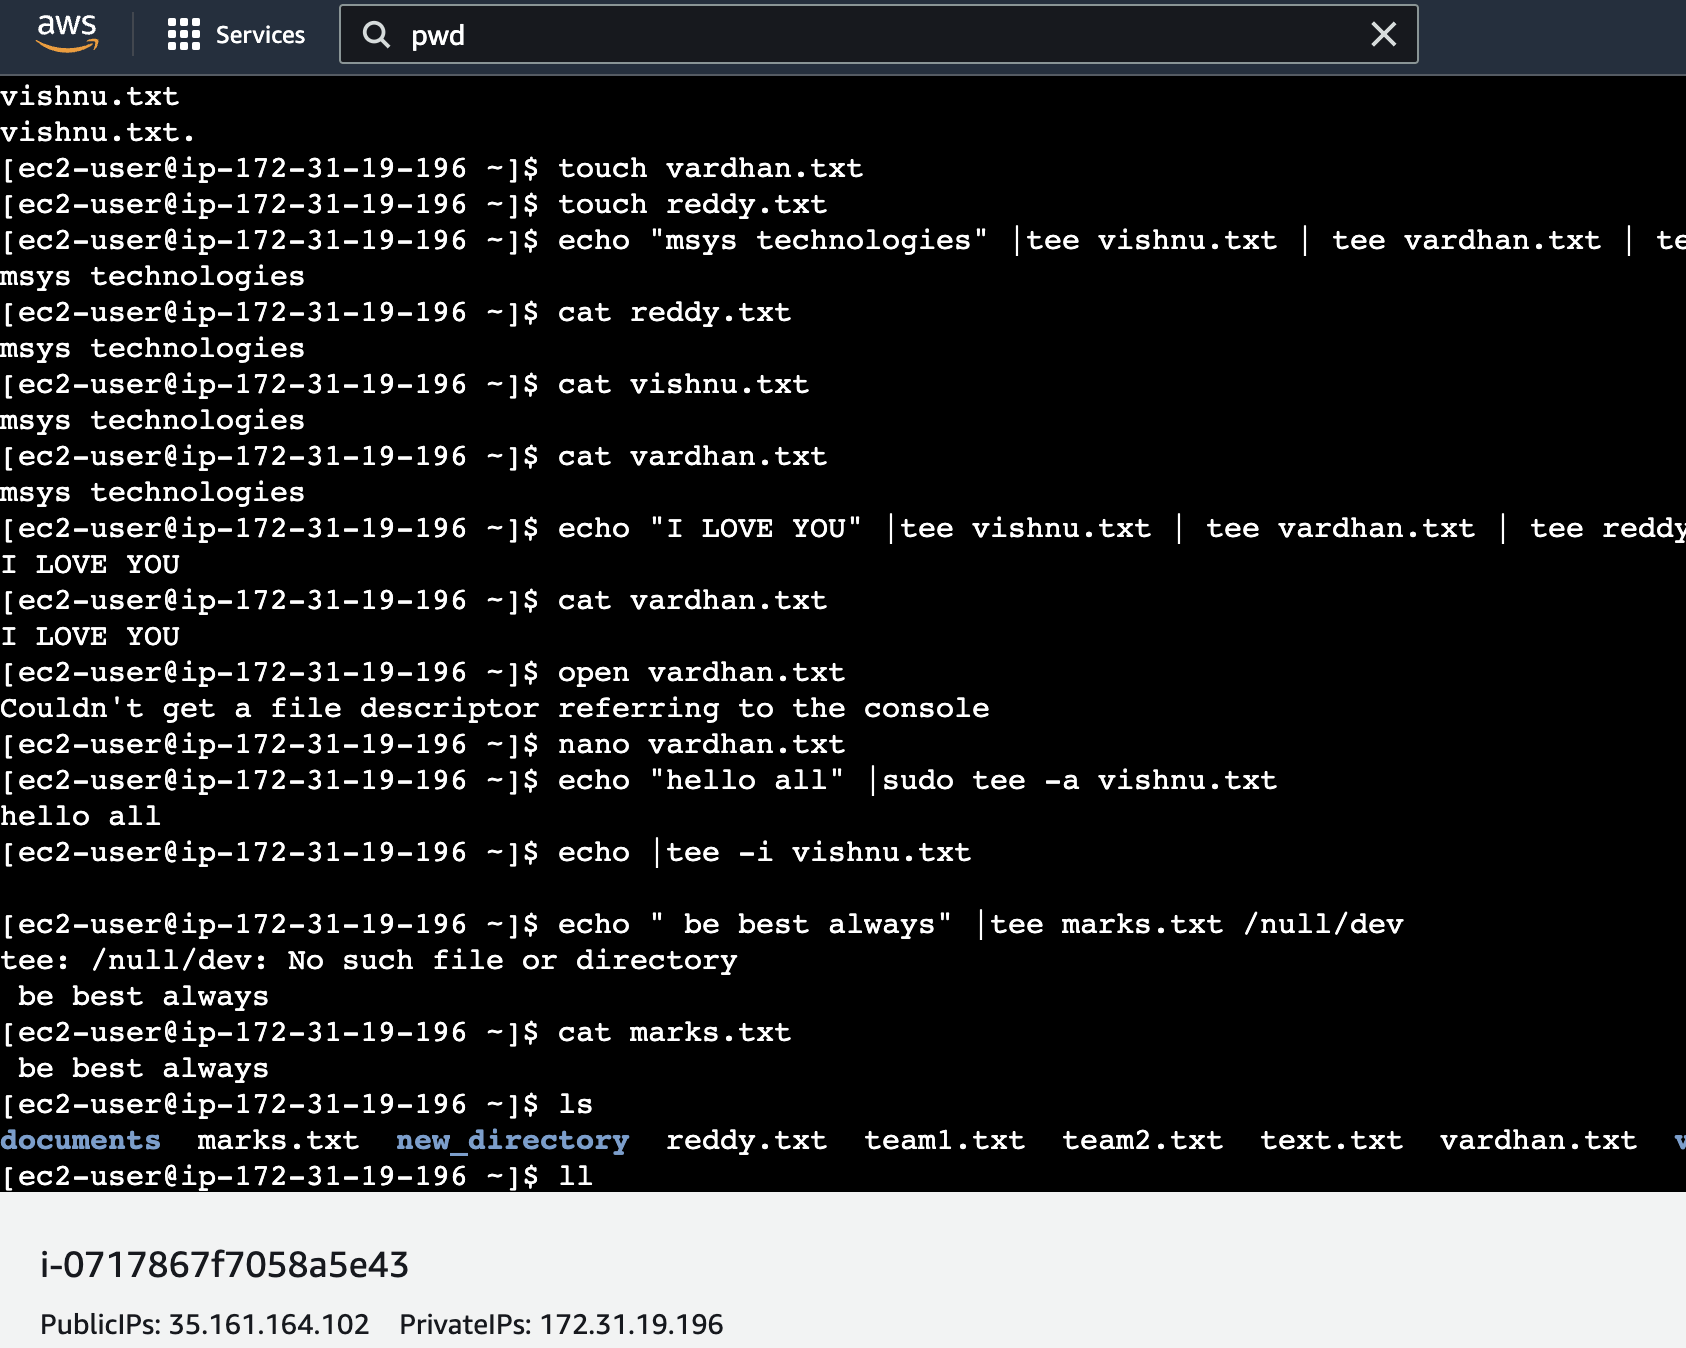 aws Services pwd
vishnu.txt
vishnu.txt.
[ec2-user@ip-172-31-19-196 ~]$ touch vardhan.txt
[ec2-user@ip-172-31-19-196 ~]$ touch reddy.txt
[ec2-user@ip-172-31-19-196 ~]$ echo "msys technologies" |tee vishnu.txt | tee vardhan.txt | te
msys technologies
[ec2-user@ip-172-31-19-196 ~]$ cat reddy.txt
msys technologies
[ec2-user@ip-172-31-19-196 ~]$ cat vishnu.txt
msys technologies
[ec2-user@ip-172-31-19-196 ~]$ cat vardhan.txt
msys technologies
[ec2-user@ip-172-31-19-196 ~]$ echo "I LOVE YOU" |tee vishnu.txt | tee vardhan.txt | tee reddy
I LOVE YOU
[ec2-user@ip-172-31-19-196 ~]$ cat vardhan.txt
I LOVE YOU
[ec2-user@ip-172-31-19-196 ~]$ open vardhan.txt
Couldn't get a file descriptor referring to the console
[ec2-user@ip-172-31-19-196 ~]$ nano vardhan.txt
[ec2-user@ip-172-31-19-196 ~]$ echo "hello all" |sudo tee -a vishnu.txt
hello all
[ec2-user@ip-172-31-19-196 ~]$ echo |tee -i vishnu.txt
[ec2-user@ip-172-31-19-196 ~]$ echo " be best always" |tee marks.txt /null/dev
tee: /null/dev: No such file or directory
 be best always
[ec2-user@ip-172-31-19-196 ~]$ cat marks.txt
 be best always
[ec2-user@ip-172-31-19-196 ~]$ ls
documents  marks.txt  new_directory  reddy.txt  team1.txt  team2.txt  text.txt  vardhan.txt  v
[ec2-user@ip-172-31-19-196 ~]$ ll
i-0717867f7058a5e43
PublicIPs: 35.161.164.102 PrivateIPs: 172.31.19.196